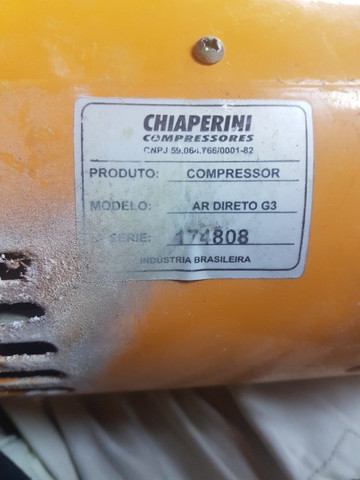 CHIAPERINI
COMPRESSORES
CNPJ 59.064.766/0001-82
PRODUTO: COMPRESSOR
MODELO: AR DIRETO G3
SERIE: 174808
INDÚSTRIA BRASILEIRA